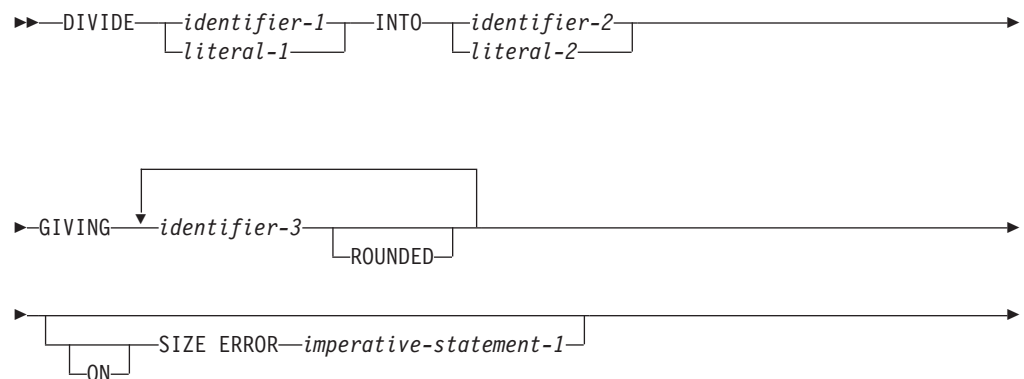 DIVIDE identifier-1 INTO identifier-2
literal-1 literal-2
GIVING identifier-3
ROUNDED
SIZE ERROR imperative-statement-1
ON